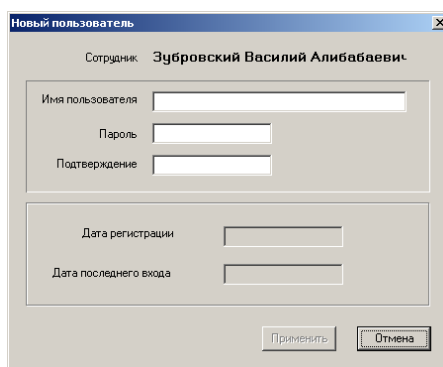 Новый пользователь
Сотрудник Зубровский Василий Алибабаевич
Имя пользователя
Пароль
Подтверждение
Дата регистрации
Дата последнего входа
Применить Отмена